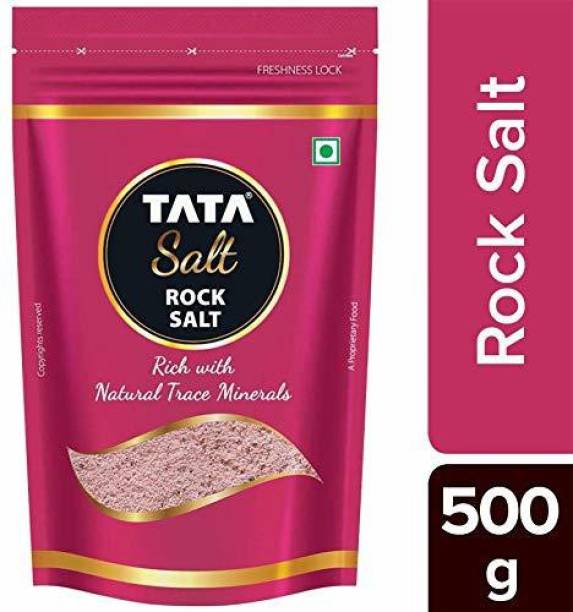 FRESHNESS LOCK
TATA®
Salt
ROCK
SALT
Rich with
Natural Trace Minerals
Copyrights reserved
A Proprietary Food
Rock Salt
500
g